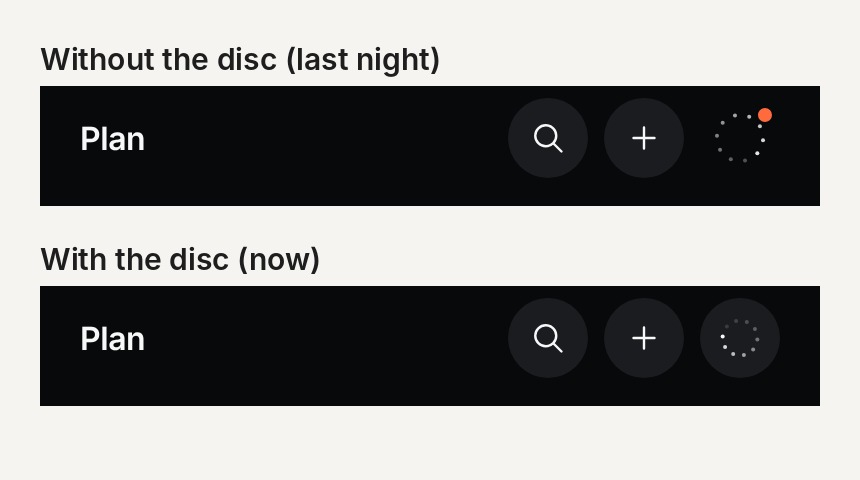 Without the disc (last night)
Plan
With the disc (now)
Plan